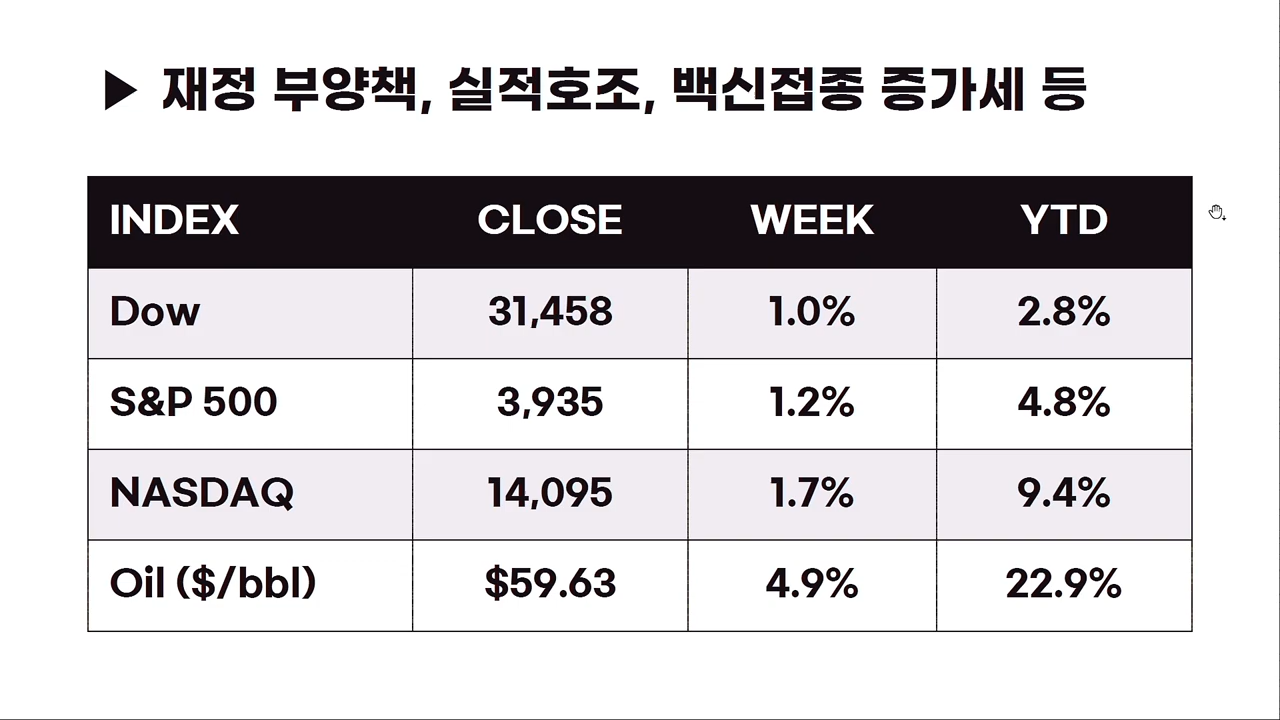 ▶ 재정 부양책, 실적호조, 백신접종 증가세 등
INDEX CLOSE WEEK YTD
Dow 31,458 1.0% 2.8%
S&P 500 3,935 1.2% 4.8%
NASDAQ 14,095 1.7% 9.4%
Oil ($/bbl) $59.63 4.9% 22.9%